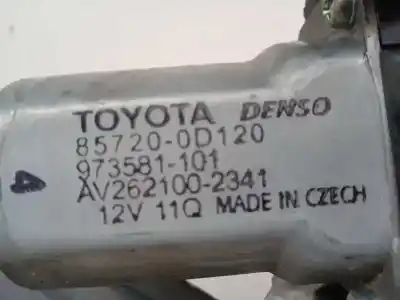 TOYOTA DENSO
85720-0D120
973581-101
AV262100-2341
12V 11Q MADE IN CZECH